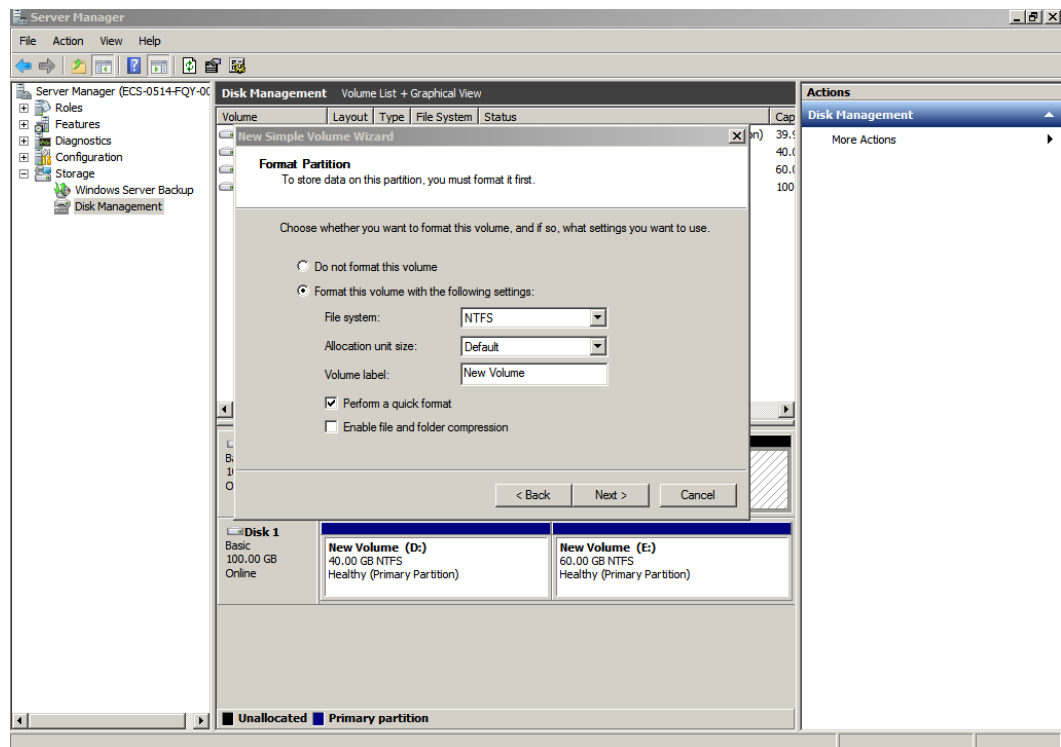 Server Manager
File Action View Help
Server Manager (ECS-0514-FQY-00
Roles
Features
Diagnostics
Configuration
Storage
Windows Server Backup
Disk Management
Disk Management Volume List + Graphical View
Volume Layout Type File System Status Cap
39.9
40.0
60.0
100
New Simple Volume Wizard
Format Partition
To store data on this partition, you must format it first.
Choose whether you want to format this volume, and if so, what settings you want to use.
Do not format this volume
Format this volume with the following settings:
File system: NTFS
Allocation unit size: Default
Volume label: New Volume
Perform a quick format
Enable file and folder compression
< Back Next > Cancel
Disk 1
Basic
100.00 GB
Online
New Volume (D:)
40.00 GB NTFS
Healthy (Primary Partition)
New Volume (E:)
60.00 GB NTFS
Healthy (Primary Partition)
Unallocated Primary partition
Actions
Disk Management
More Actions